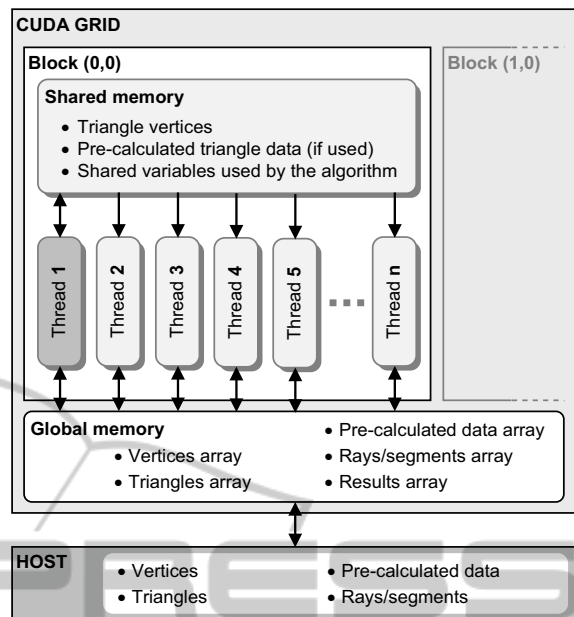 CUDA GRID
Block (0,0)
Block (1,0)
Shared memory
• Triangle vertices
• Pre-calculated triangle data (if used)
• Shared variables used by the algorithm
Thread 1
Thread 2
Thread 3
Thread 4
Thread 5
Thread n
Global memory
• Vertices array
• Triangles array
• Pre-calculated data array
• Rays/segments array
• Results array
HOST
• Vertices
• Triangles
• Pre-calculated data
• Rays/segments
PRESS